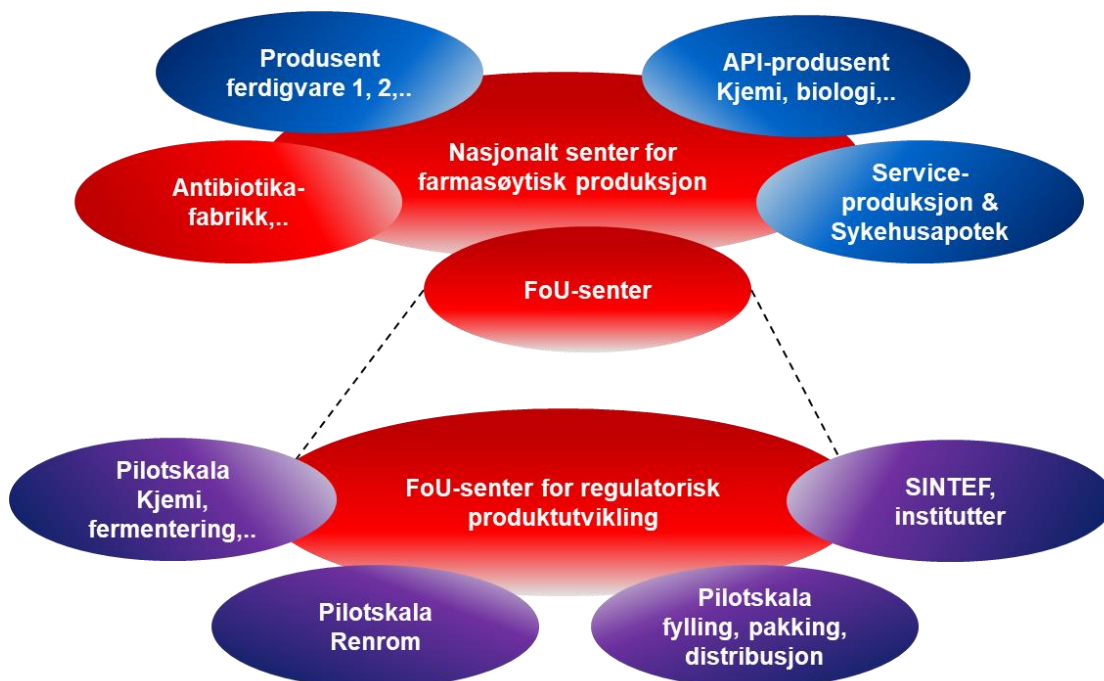 Produsent
ferdigvare 1, 2,..
API-produsent
Kjemi, biologi,..
Nasjonalt senter for
farmasøytisk produksjon
Antibiotika-
fabrikk,..
Service-
produksjon &
Sykehusapotek
FoU-senter
Pilotskala
Kjemi,
fermentering,..
FoU-senter for regulatorisk
produktutvikling
SINTEF,
institutter
Pilotskala
Renrom
Pilotskala
fylling, pakking,
distribusjon